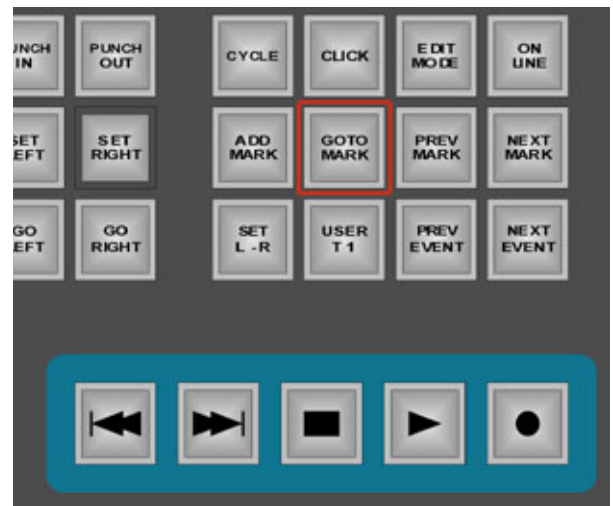 PUNCH
OUT
CYCLE
CLICK
EDIT
MODE
ON
LINE
SET
RIGHT
ADD
MARK
GOTO
MARK
PREV
MARK
NEXT
MARK
GO
RIGHT
SET
L - R
USER
T 1
PREV
EVENT
NEXT
EVENT